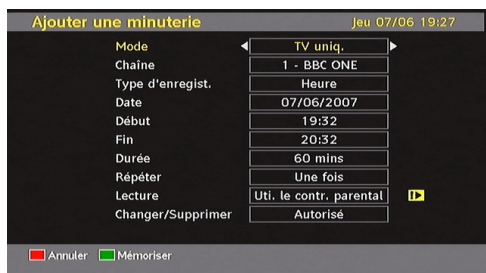 Ajouter une minuterie Jeu 07/06 19:27
Mode TV uniq.
Chaîne 1 - BBC ONE
Type d'enregist. Heure
Date 07/06/2007
Début 19:32
Fin 20:32
Durée 60 mins
Répéter Une fois
Lecture Uti. le contr. parental
Changer/Supprimer Autorisé
Annuler Mémoriser